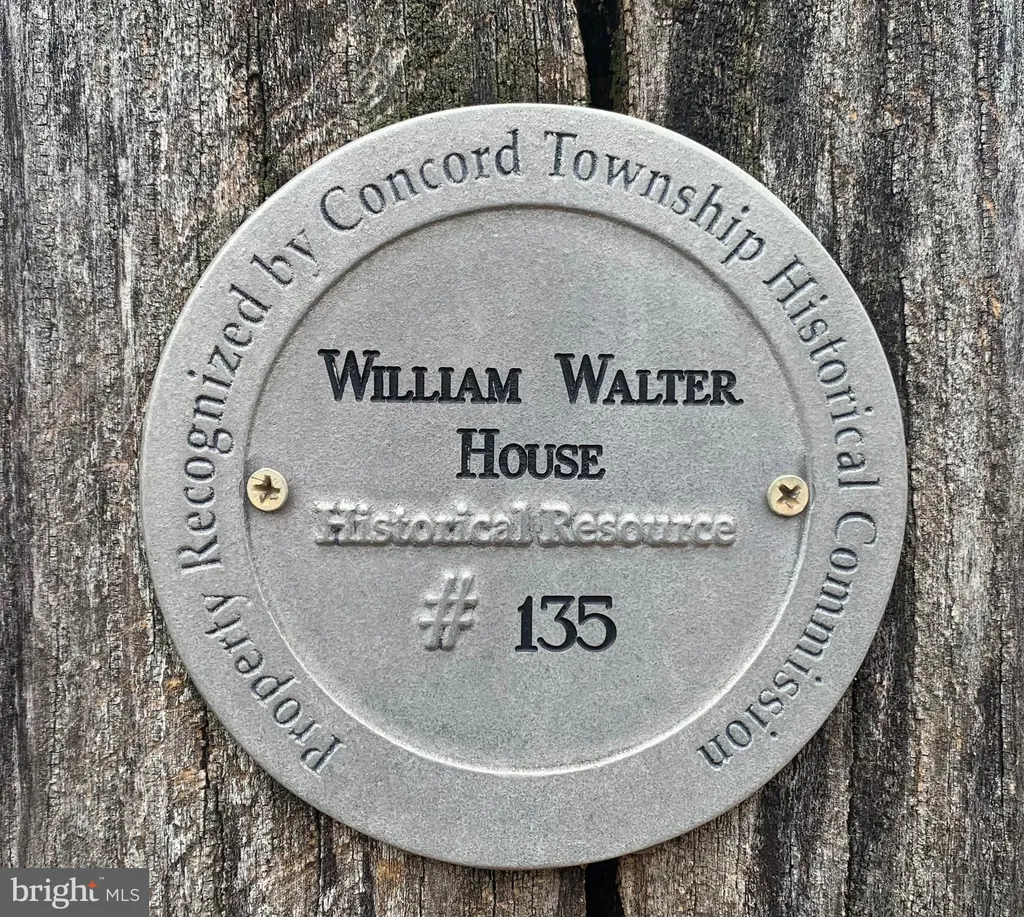 Property Recognized by Concord Township Historical Commission
William Walter
House
Historical Resource
# 135
bright MLS